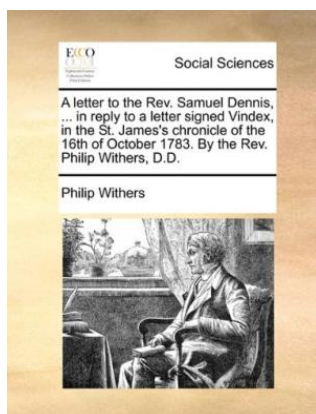 ECCO
Social Sciences
A letter to the Rev. Samuel Dennis,
... in reply to a letter signed Vindex,
in the St. James's chronicle of the
16th of October 1783. By the Rev.
Philip Withers, D.D.
Philip Withers